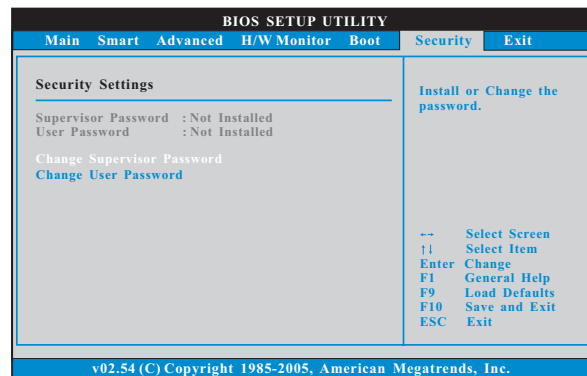 BIOS SETUP UTILITY
Main Smart Advanced H/W Monitor Boot Security Exit
Security Settings
Supervisor Password : Not Installed
User Password : Not Installed
Change Supervisor Password
Change User Password
Install or Change the
password.
←→ Select Screen
↑↓ Select Item
Enter Change
F1 General Help
F9 Load Defaults
F10 Save and Exit
ESC Exit
v02.54 (C) Copyright 1985-2005, American Megatrends, Inc.